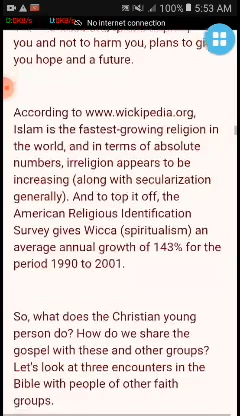 0:0KB/s U:0KB/s No internet connection 100% 5:53 AM
you and not to harm you, plans to
you hope and a future.
According to www.wickipedia.org,
Islam is the fastest-growing religion in
the world, and in terms of absolute
numbers, irreligion appears to be
increasing (along with secularization
generally). And to top it off, the
American Religious Identification
Survey gives Wicca (spiritualism) an
average annual growth of 143% for the
period 1990 to 2001.
So, what does the Christian young
person do? How do we share the
gospel with these and other groups?
Let's look at three encounters in the
Bible with people of other faith
groups.